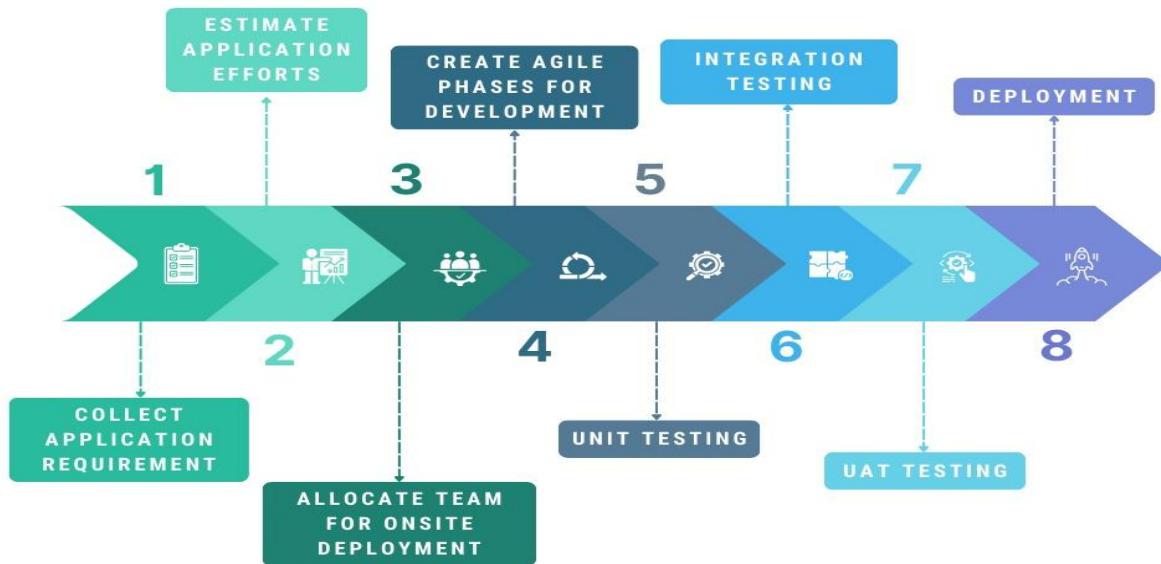 1
COLLECT
APPLICATION
REQUIREMENT
2
ESTIMATE
APPLICATION
EFFORTS
3
ALLOCATE TEAM
FOR ONSITE
DEPLOYMENT
4
CREATE AGILE
PHASES FOR
DEVELOPMENT
5
UNIT TESTING
6
INTEGRATION
TESTING
7
UAT TESTING
8
DEPLOYMENT